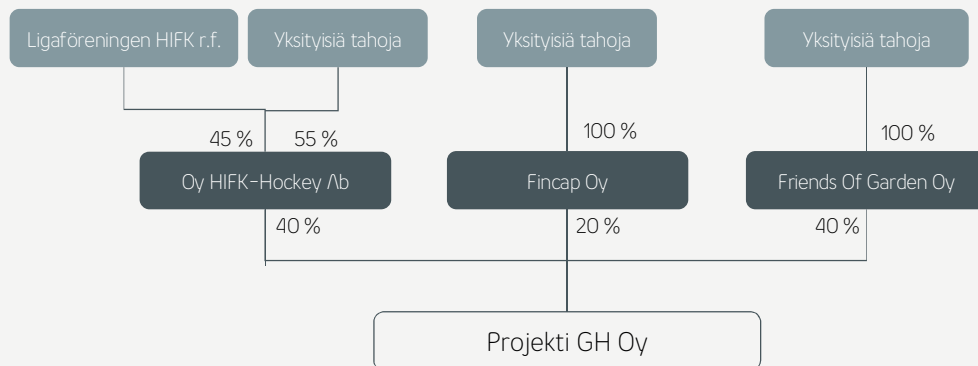 Ligaföreningen HIFK r.f.
Yksityisiä tahoja
Yksityisiä tahoja
Yksityisiä tahoja
45 %
55 %
100 %
100 %
Oy HIFK-Hockey Ab
Fincap Oy
Friends Of Garden Oy
40 %
20 %
40 %
Projekti GH Oy